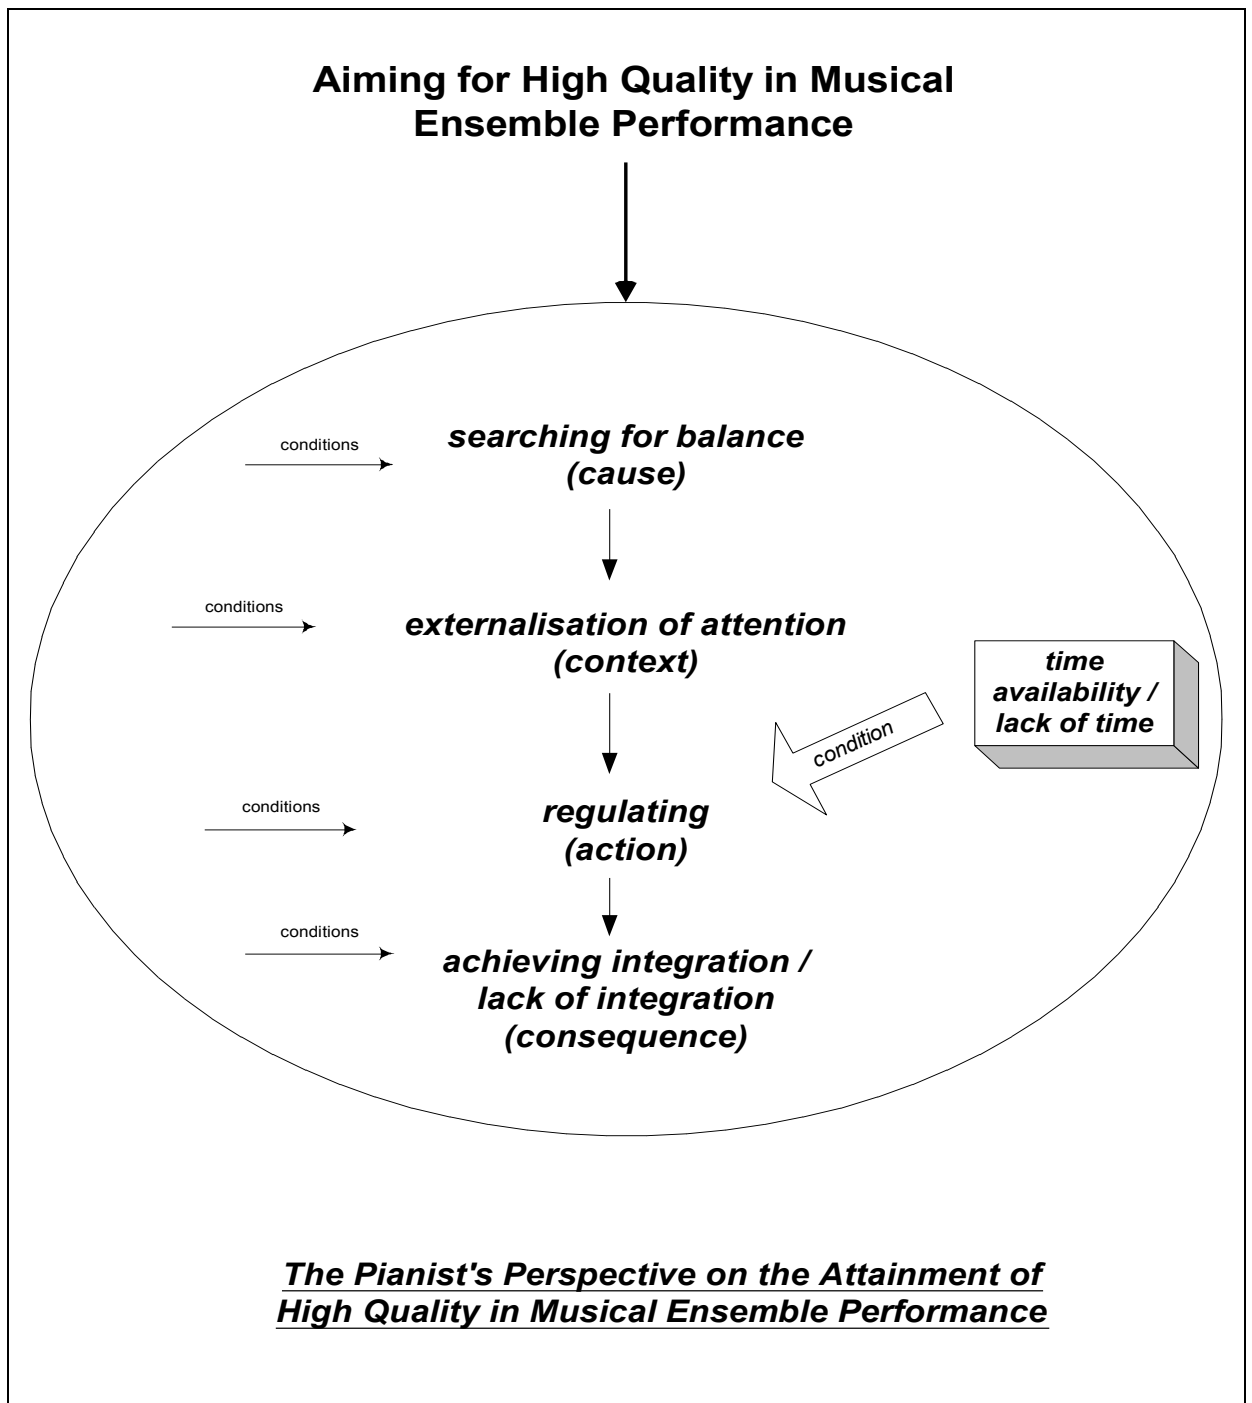 Aiming for High Quality in Musical
Ensemble Performance
conditions
searching for balance
(cause)
conditions
externalisation of attention
(context)
time
availability /
lack of time
condition
conditions
regulating
(action)
conditions
achieving integration /
lack of integration
(consequence)
The Pianist's Perspective on the Attainment of
High Quality in Musical Ensemble Performance